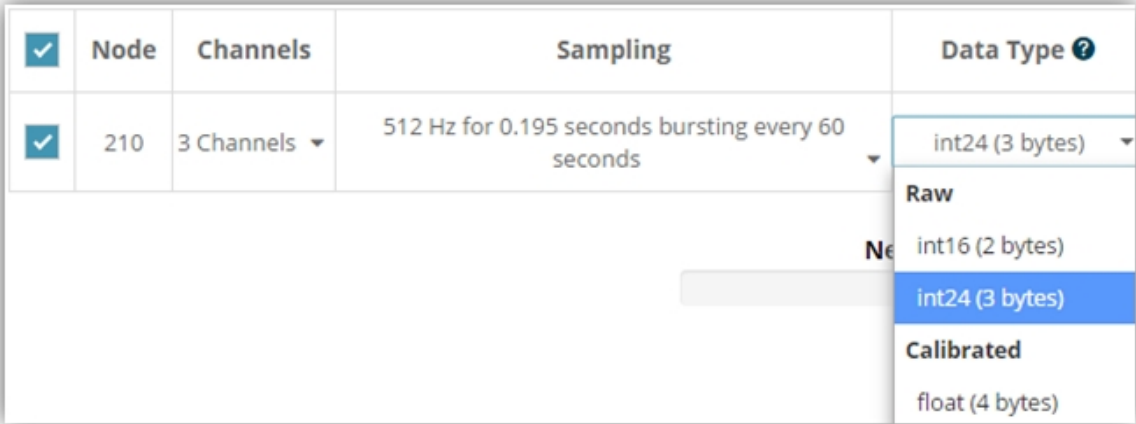 Node Channels Sampling Data Type ?
210 3 Channels 512 Hz for 0.195 seconds bursting every 60
seconds
int24 (3 bytes)
Raw
int16 (2 bytes)
int24 (3 bytes)
Calibrated
float (4 bytes)